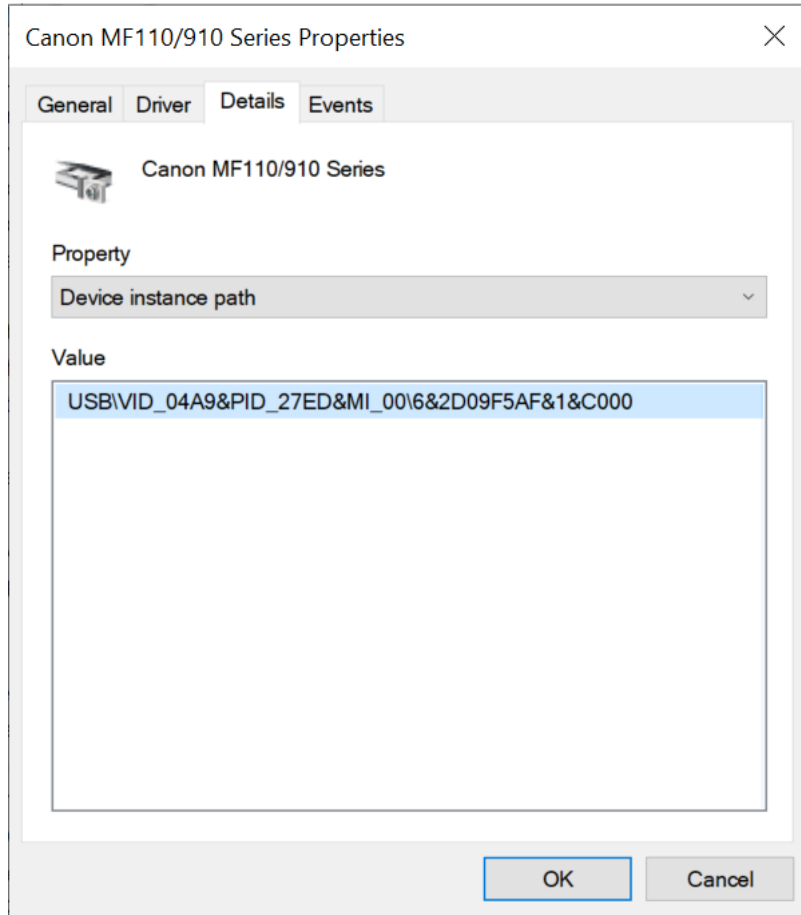 Canon MF110/910 Series Properties
General Driver Details Events
Canon MF110/910 Series
Property
Device instance path
Value
USB\VID_04A9&PID_27ED&MI_00\6&2D09F5AF&1&C000
OK Cancel